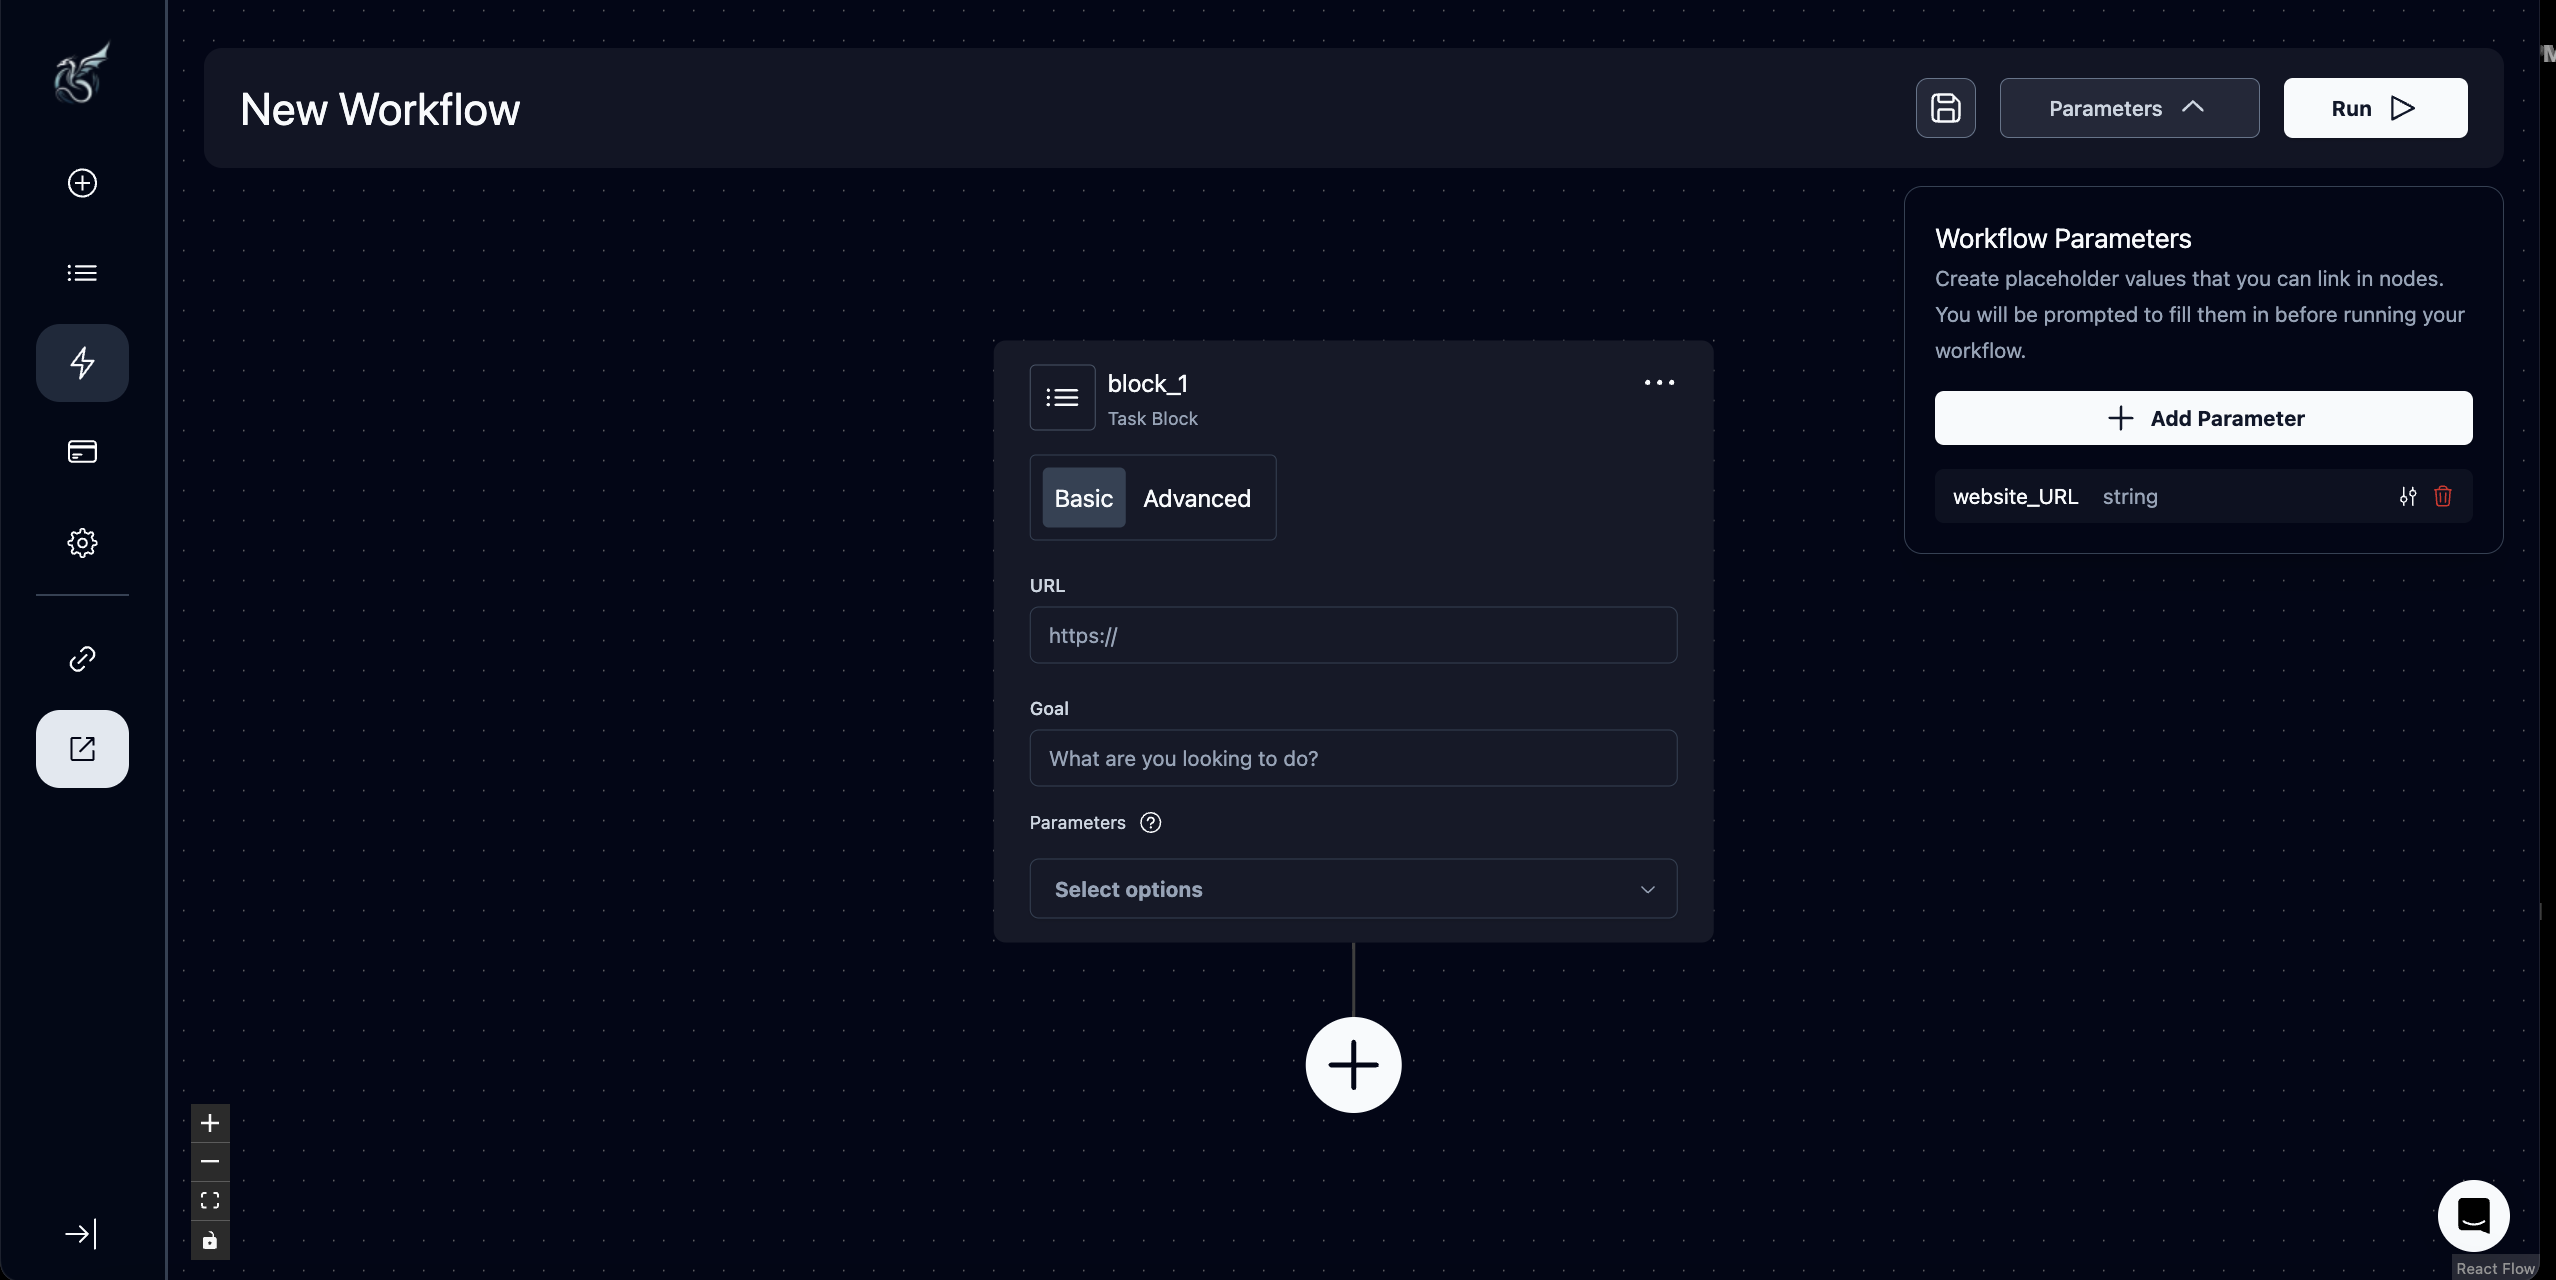 New Workflow
Parameters
Run
Workflow Parameters
Create placeholder values that you can link in nodes.
You will be prompted to fill them in before running your
workflow.
Add Parameter
website_URL string
block_1
Task Block
Basic Advanced
URL
https://
Goal
What are you looking to do?
Parameters
Select options
React Flow